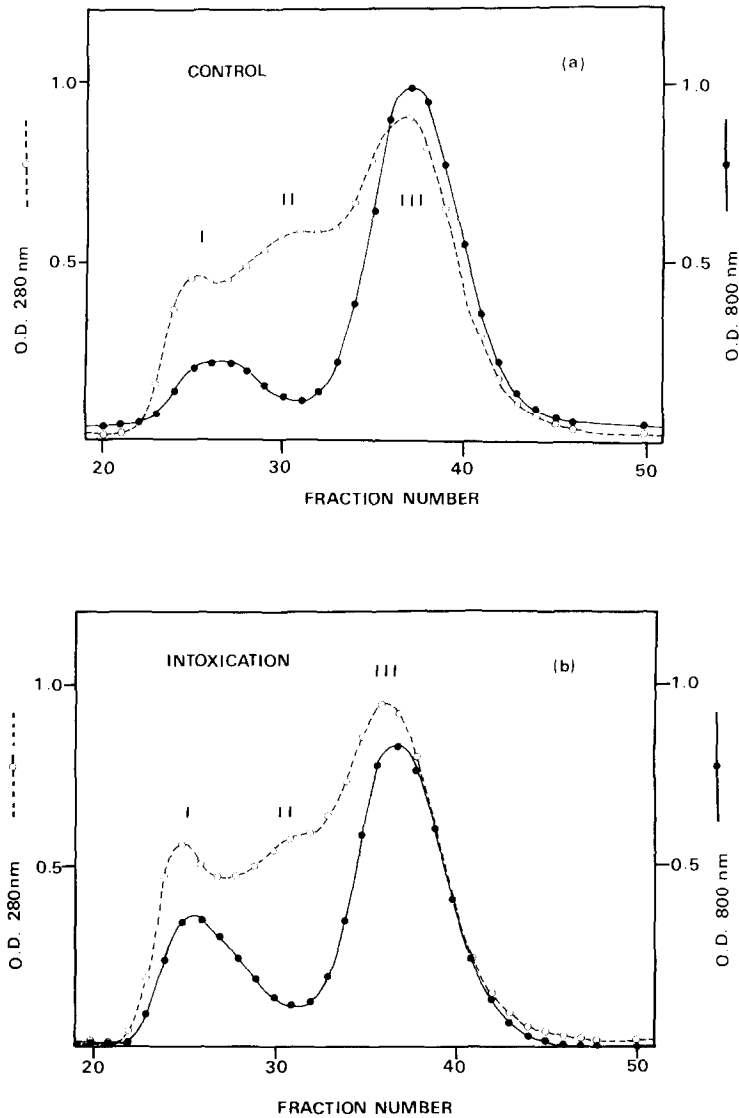 CONTROL
(a)
1.0
1.0
I
II
III
0.5
0.5
O.D. 280 nm
O.D. 800 nm
20
30
40
50
FRACTION NUMBER
INTOXICATION
(b)
III
1.0
1.0
I
II
0.5
0.5
O.D. 280nm
O.D. 800 nm
20
30
40
50
FRACTION NUMBER